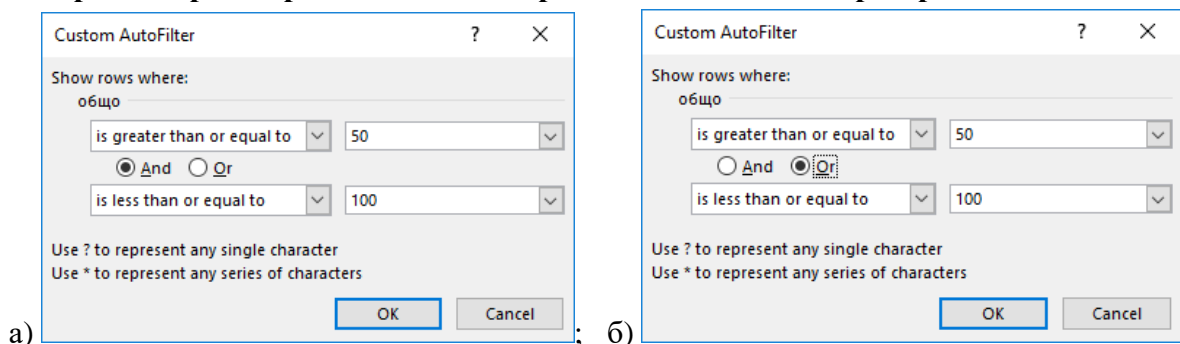 Custom AutoFilter ? ×
Show rows where:
общо
is greater than or equal to 50
And Or
is less than or equal to 100
Use ? to represent any single character
Use * to represent any series of characters
OK Cancel
а)
;
б)
Custom AutoFilter ? ×
Show rows where:
общо
is greater than or equal to 50
And Or
is less than or equal to 100
Use ? to represent any single character
Use * to represent any series of characters
OK Cancel